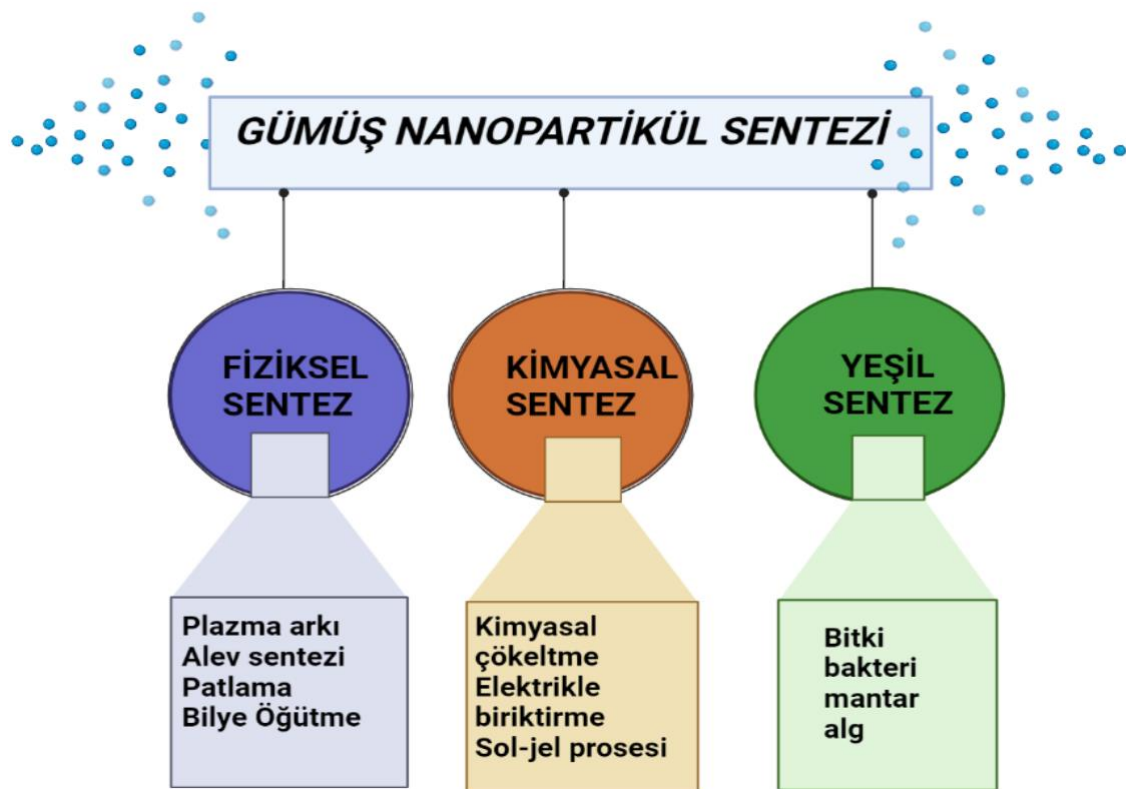 GÜMÜŞ NANOPARTİKÜL SENTEZİ
FİZİKSEL
SENTEZ
KİMYASAL
SENTEZ
YEŞİL
SENTEZ
Plazma arkı
Alev sentezi
Patlama
Bilye Öğütme
Kimyasal
çökeltme
Elektrikle
biriktirme
Sol-jel prosesi
Bitki
bakteri
mantar
alg